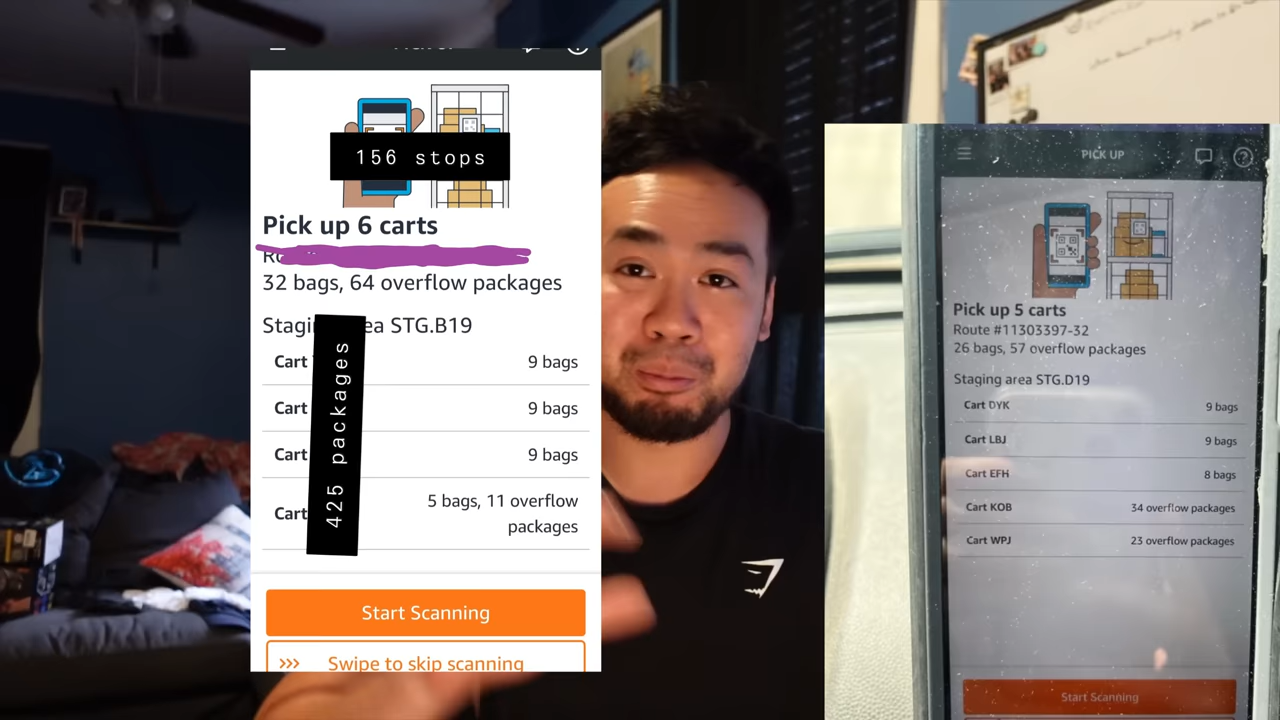 156 stops
Pick up 6 carts
32 bags, 64 overflow packages
STG.B19
Cart
9 bags
Cart
9 bags
Cart
9 bags
Cart
5 bags, 11 overflow
packages
425 packages
Start Scanning
Swipe to skip scanning
PICK UP
?
Pick up 5 carts
Route #11303397-32
26 bags, 57 overflow packages
Staging area STG.D19
Cart DYK
9 bags
Cart LBJ
9 bags
Cart EFH
8 bags
Cart KOB
34 overflow packages
Cart WPJ
23 overflow packages
Start Scanning